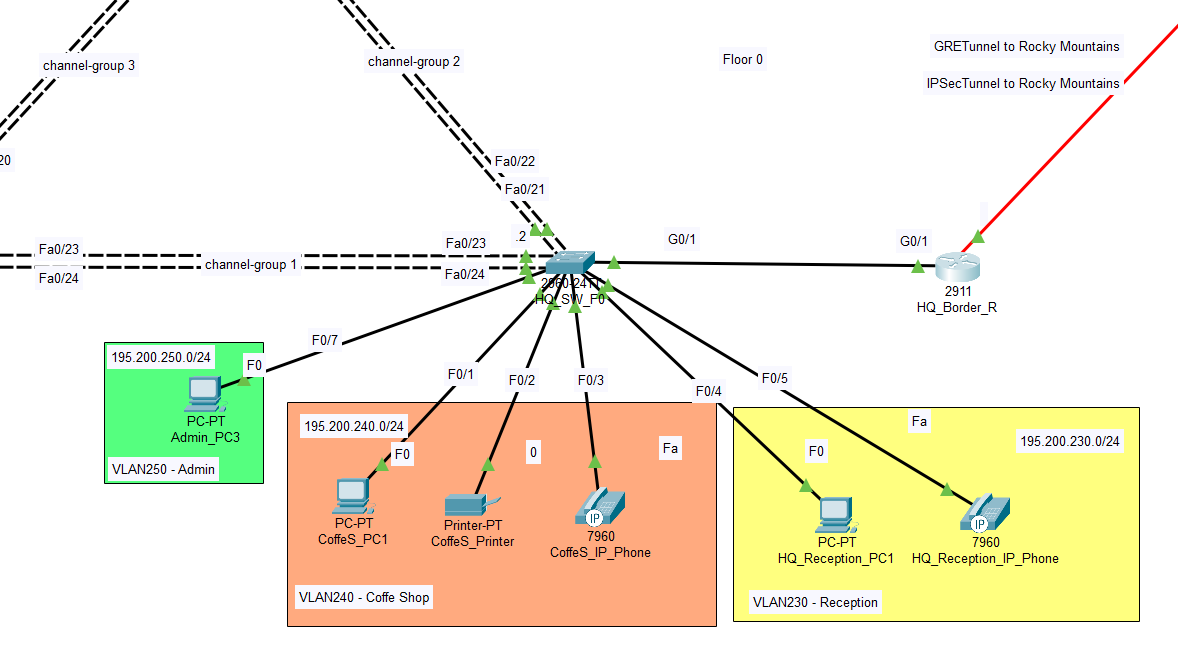 GRETunnel to Rocky Mountains
Floor 0
channel-group 2
channel-group 3
IPSecTunnel to Rocky Mountains
20
Fa0/22
Fa0/21
.2
G0/1
G0/1
Fa0/23
Fa0/23
channel-group 1
Fa0/24
Fa0/24
HQ_SW_F0
2911
HQ_Border_R
F0/7
195.200.250.0/24
F0
PC-PT
Admin_PC3
VLAN250 - Admin
F0/1
F0/2
F0/3
F0/4
F0/5
195.200.240.0/24
F0
0
Fa
PC-PT
CoffeS_PC1
Printer-PT
CoffeS_Printer
IP
7960
CoffeS_IP_Phone
VLAN240 - Coffe Shop
Fa
195.200.230.0/24
F0
PC-PT
HQ_Reception_PC1
IP
7960
HQ_Reception_IP_Phone
VLAN230 - Reception